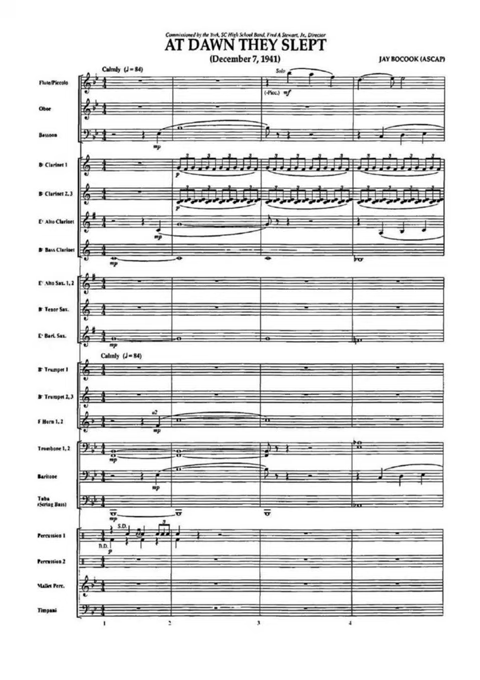 Commissioned by the York, SC High School Band, Fred A Stewart, Jr., Director
AT DAWN THEY SLEPT
(December 7, 1941)
JAY BOCOOK (ASCAP)
Calmly (♩ = 84)
Solo
Flute/Piccolo
(-Picc.) mf
Oboe
Bassoon
mp
B♭ Clarinet 1
p
B♭ Clarinet 2, 3
p
E♭ Alto Clarinet
mp
B♭ Bass Clarinet
mp
E♭ Alto Sax. 1, 2
B♭ Tenor Sax.
E♭ Bari. Sax.
mp
Calmly (♩ = 84)
B♭ Trumpet 1
B♭ Trumpet 2, 3
a2
F Horn 1, 2
mp
Trombone 1, 2
mp
Baritone
mp
Tuba
(String Bass)
mp
S.D.
Percussion 1
B.D.
p
Percussion 2
Mallet Perc.
Timpani
1 2 3 4